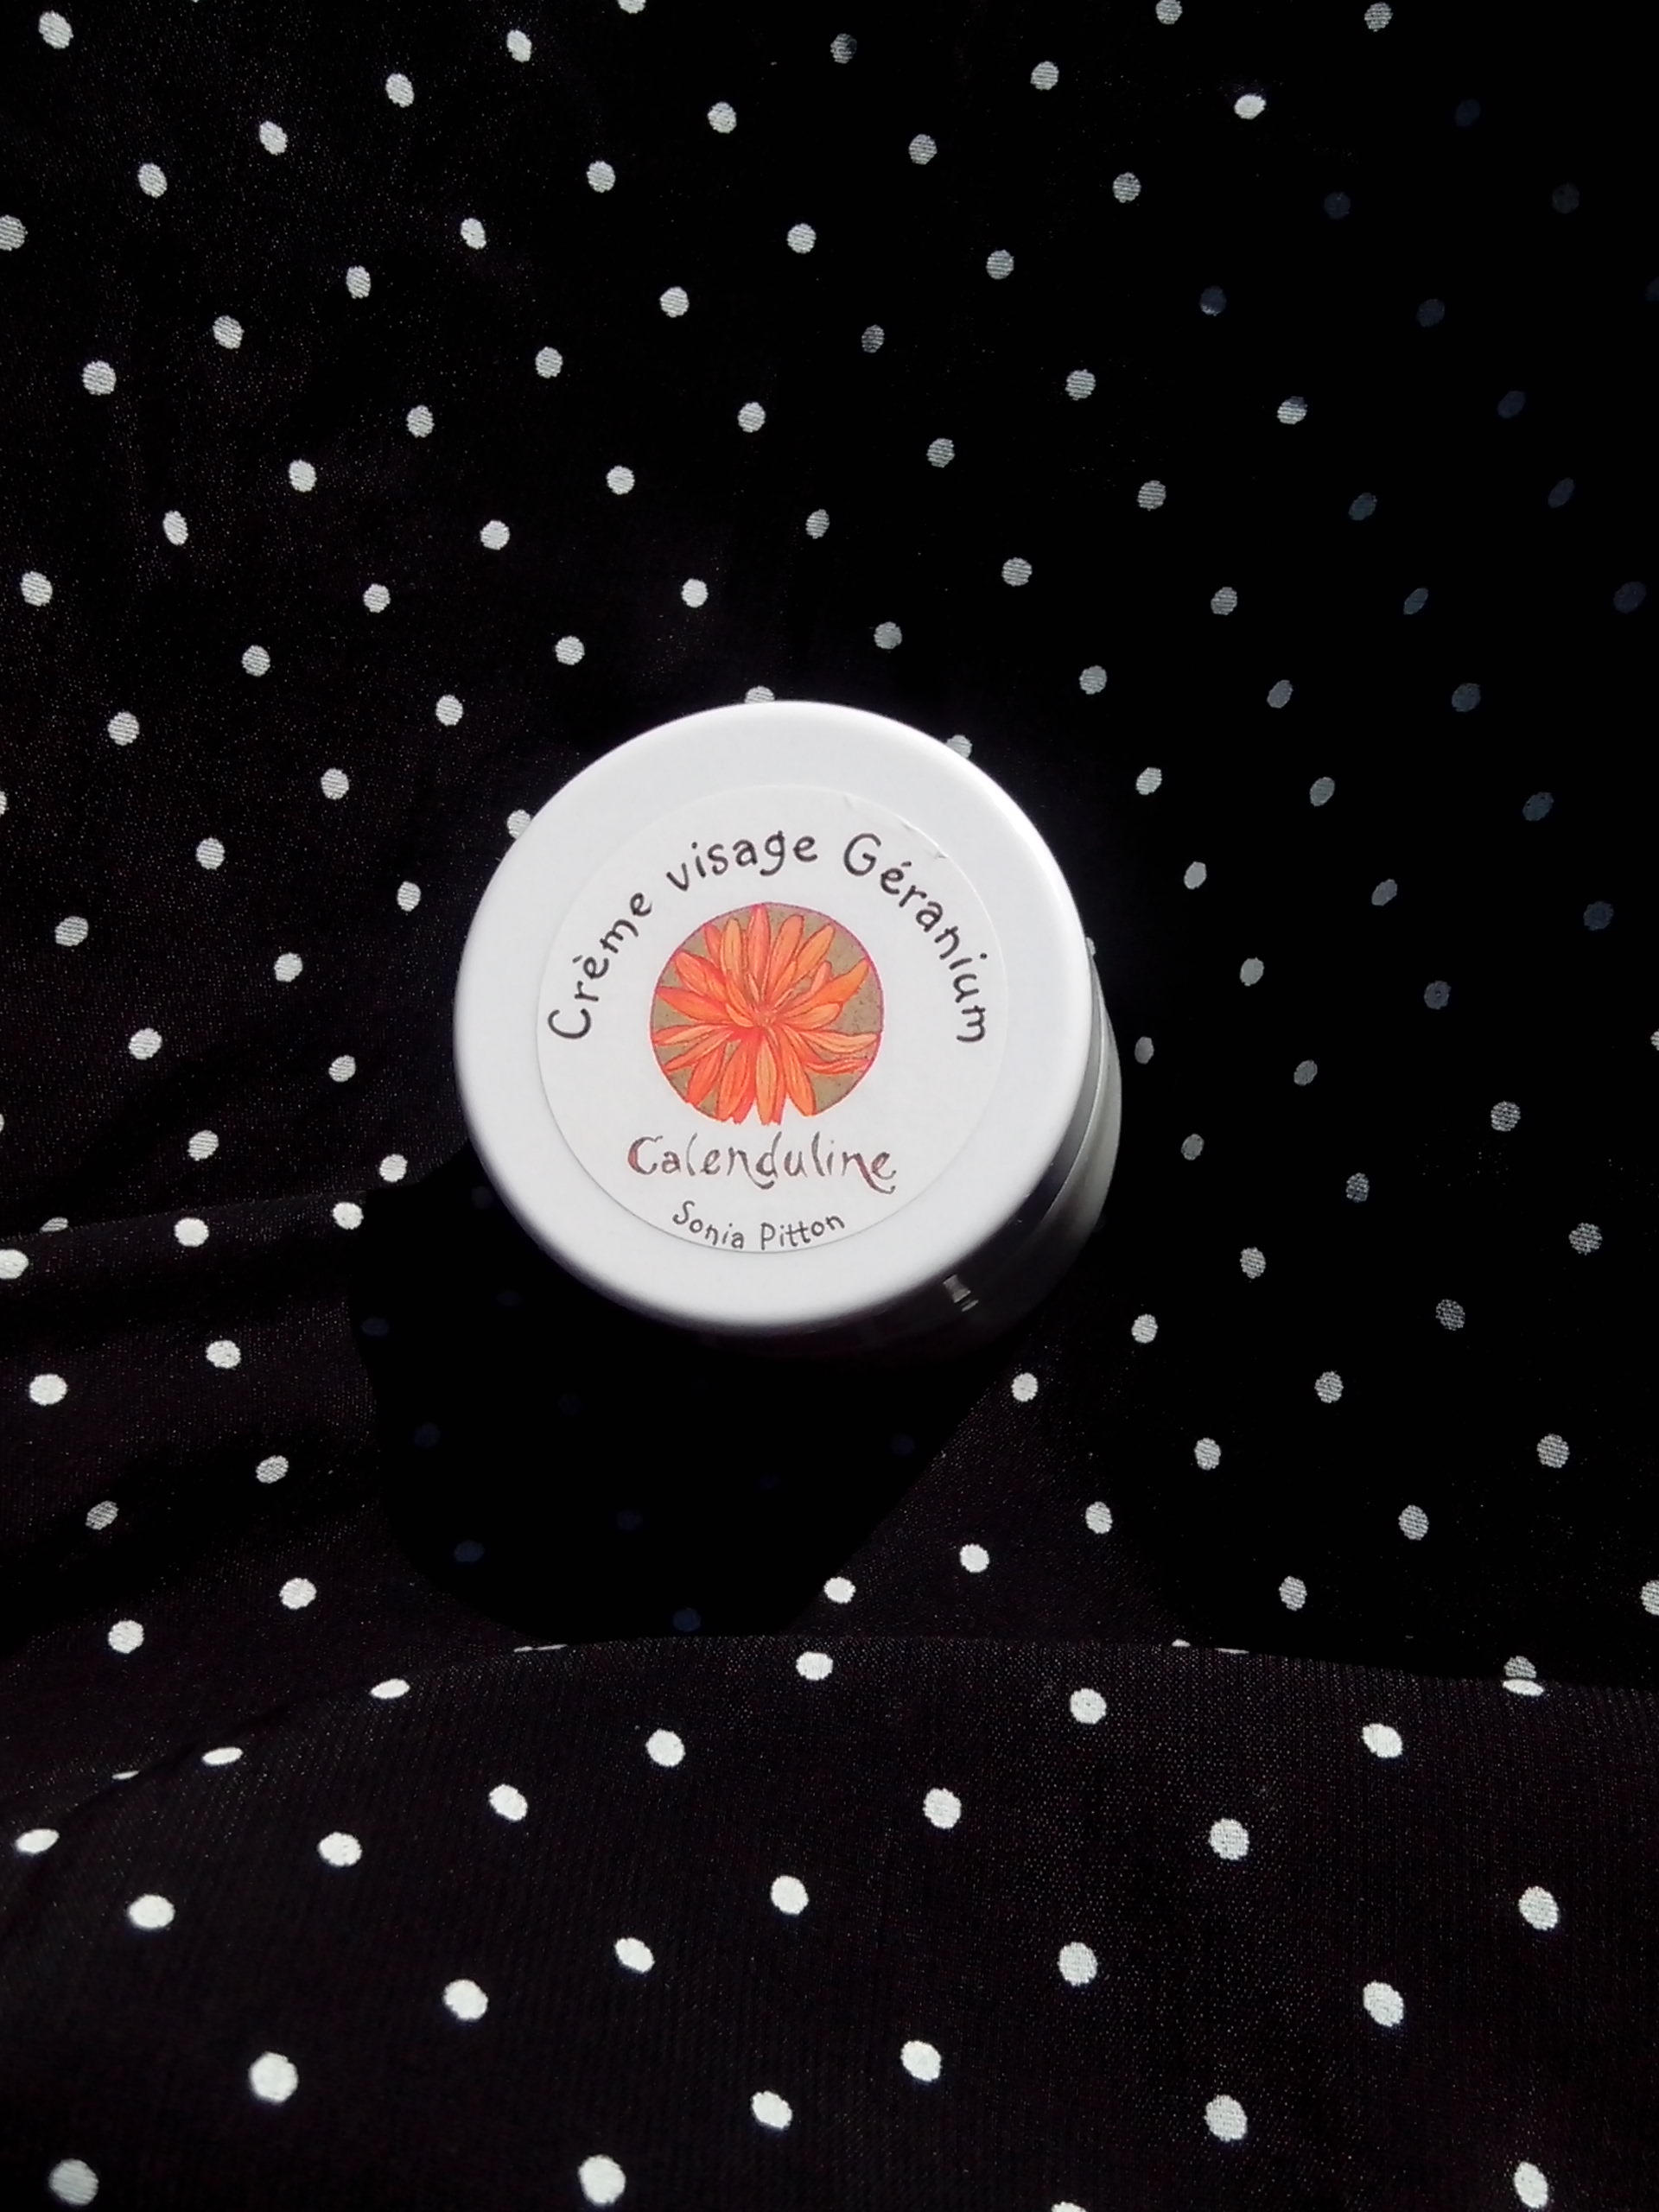 Crème visage Géranium
Calenduline
Sonia Pitton